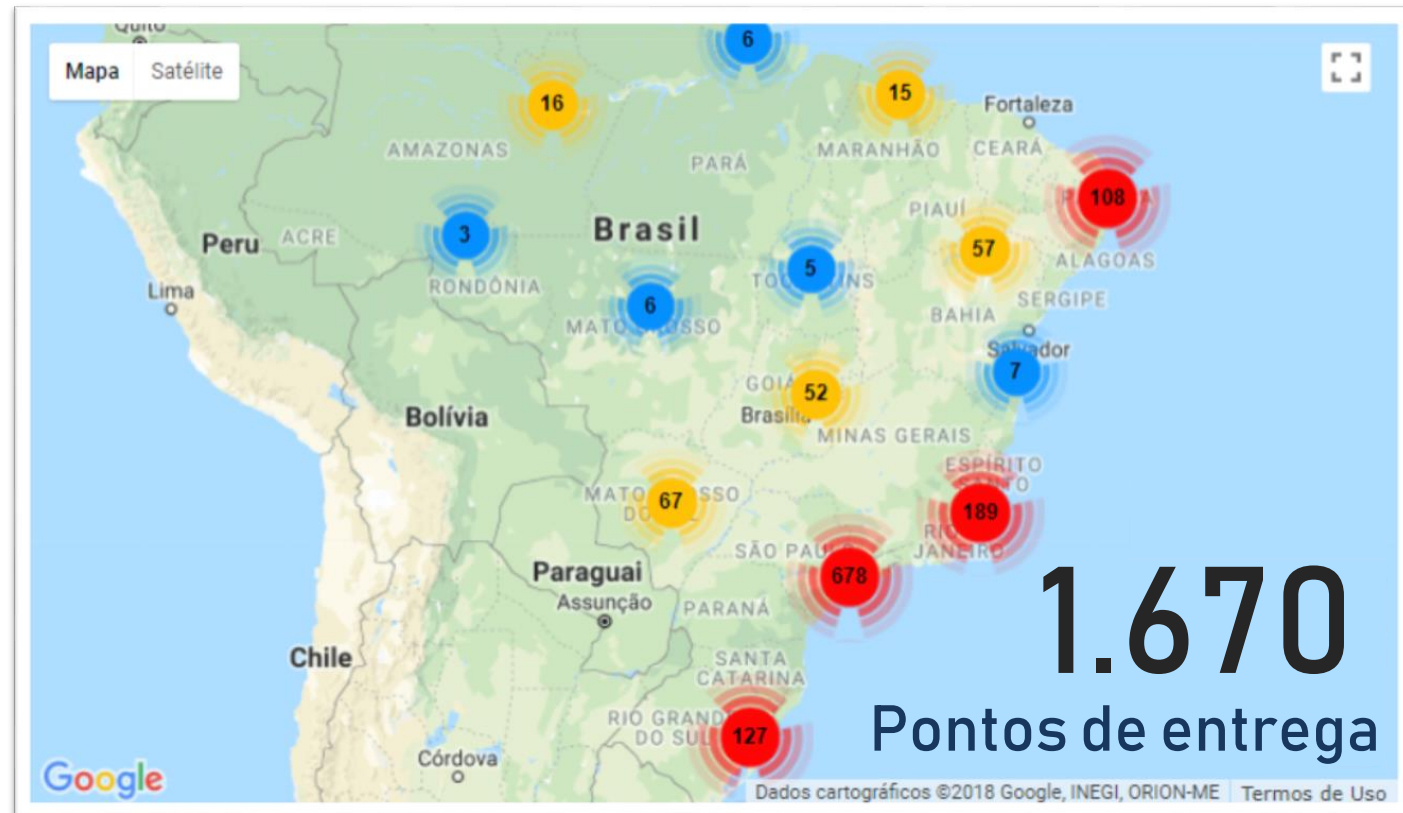 Quito
6
Mapa Satélite
16
15
Fortaleza
AMAZONAS
MARANHÃO
CEARÁ
PARÁ
108
PIAUÍ
Brasil
3
Peru
ACRE
57
ALAGOAS
5
RONDÔNIA
Lima
6
SERGIPE
BAHIA
Salvador
7
52
Brasília
Bolívia
MINAS GERAIS
ESPÍRITO
SANTO
67
189
SÃO PAULO
678
Paraguai
Assunção
PARANÁ
1.670
Chile
SANTA
CATARINA
RIO GRANDE
DO SUL
127
Pontos de entrega
Córdova
Google
Dados cartográficos ©2018 Google, INEGI, ORION-ME Termos de Uso